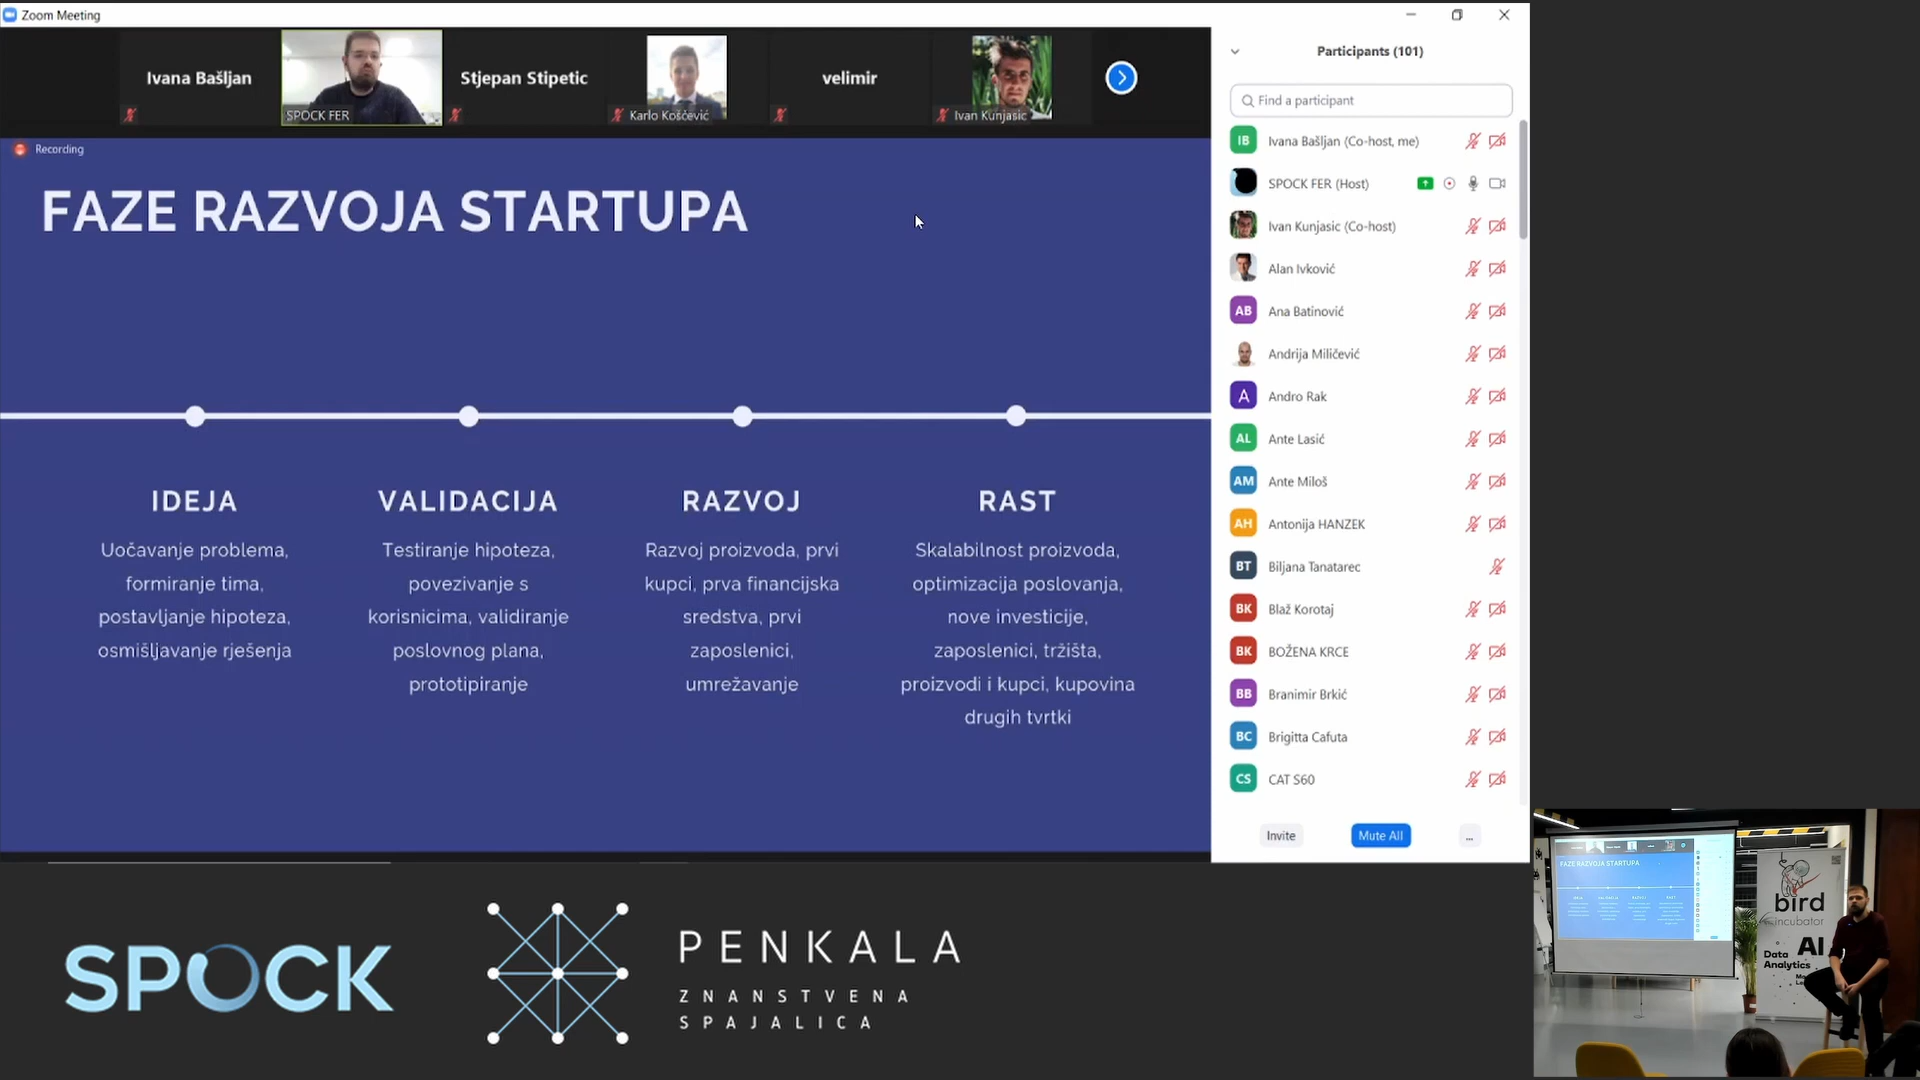 Zoom Meeting
Ivana Bašljan
SPOCK FER
Stjepan Stipetic
Karlo Koščević
velimir
Ivan Kunjasic
Recording
FAZE RAZVOJA STARTUPA
IDEJA
Uočavanje problema,
formiranje tima,
postavljanje hipoteza,
osmišljavanje rješenja
VALIDACIJA
Testiranje hipoteza,
povezivanje s
korisnicima, validiranje
poslovnog plana,
prototipiranje
RAZVOJ
Razvoj proizvoda, prvi
kupci, prva financijska
sredstva, prvi
zaposlenici,
umrežavanje
RAST
Skalabilnost proizvoda,
optimizacija poslovanja,
nove investicije,
zaposlenici, tržišta,
proizvodi i kupci, kupovina
drugih tvrtki
Participants (101)
Find a participant
IB Ivana Bašljan (Co-host, me)
SPOCK FER (Host)
Ivan Kunjasic (Co-host)
Alan Ivković
AB Ana Batinović
Andrija Miličević
A Andro Rak
AL Ante Lasić
AM Ante Miloš
AH Antonija HANZEK
BT Biljana Tanatarec
BK Blaž Korotaj
BK BOŽENA KRCE
BB Branimir Brkić
BC Brigitta Cafuta
CS CAT S60
Invite
Mute All
...
SPOCK
PENKALA
ZNANSTVENA
SPAJALICA
FAZE RAZVOJA STARTUPA
bird
incubator
AI
Data
Analytics